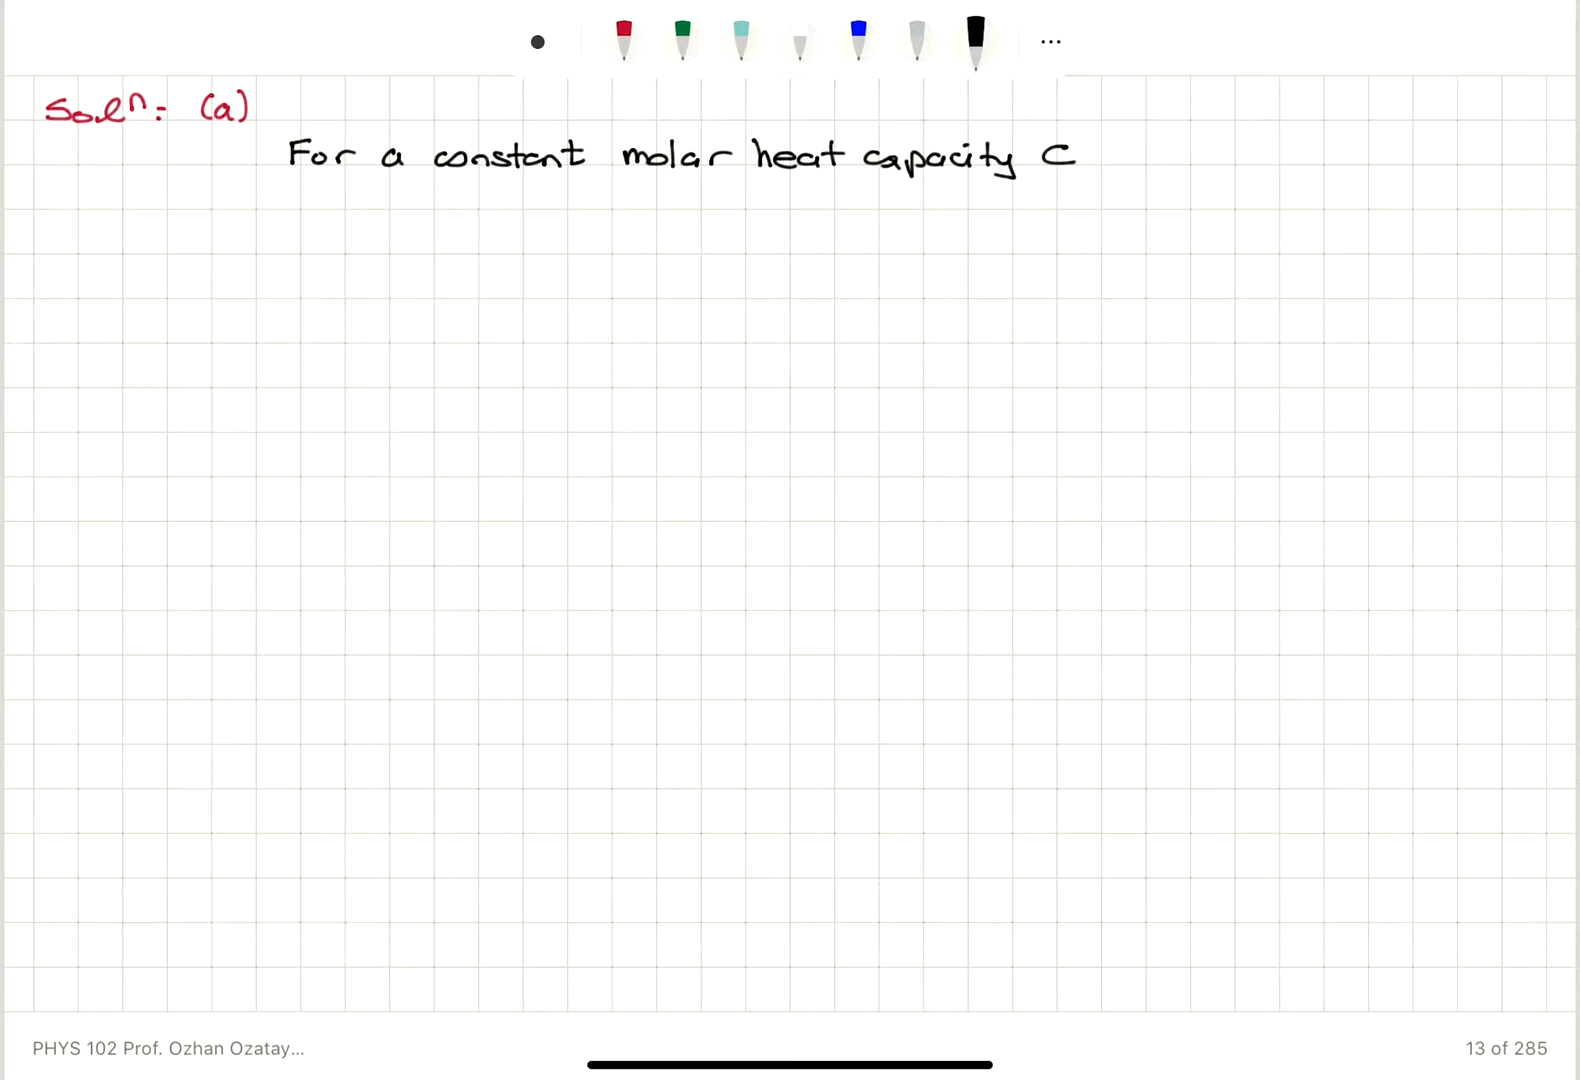 Solⁿ: (a)
For a constant molar heat capacity C
PHYS 102 Prof. Ozhan Ozatay...
13 of 285